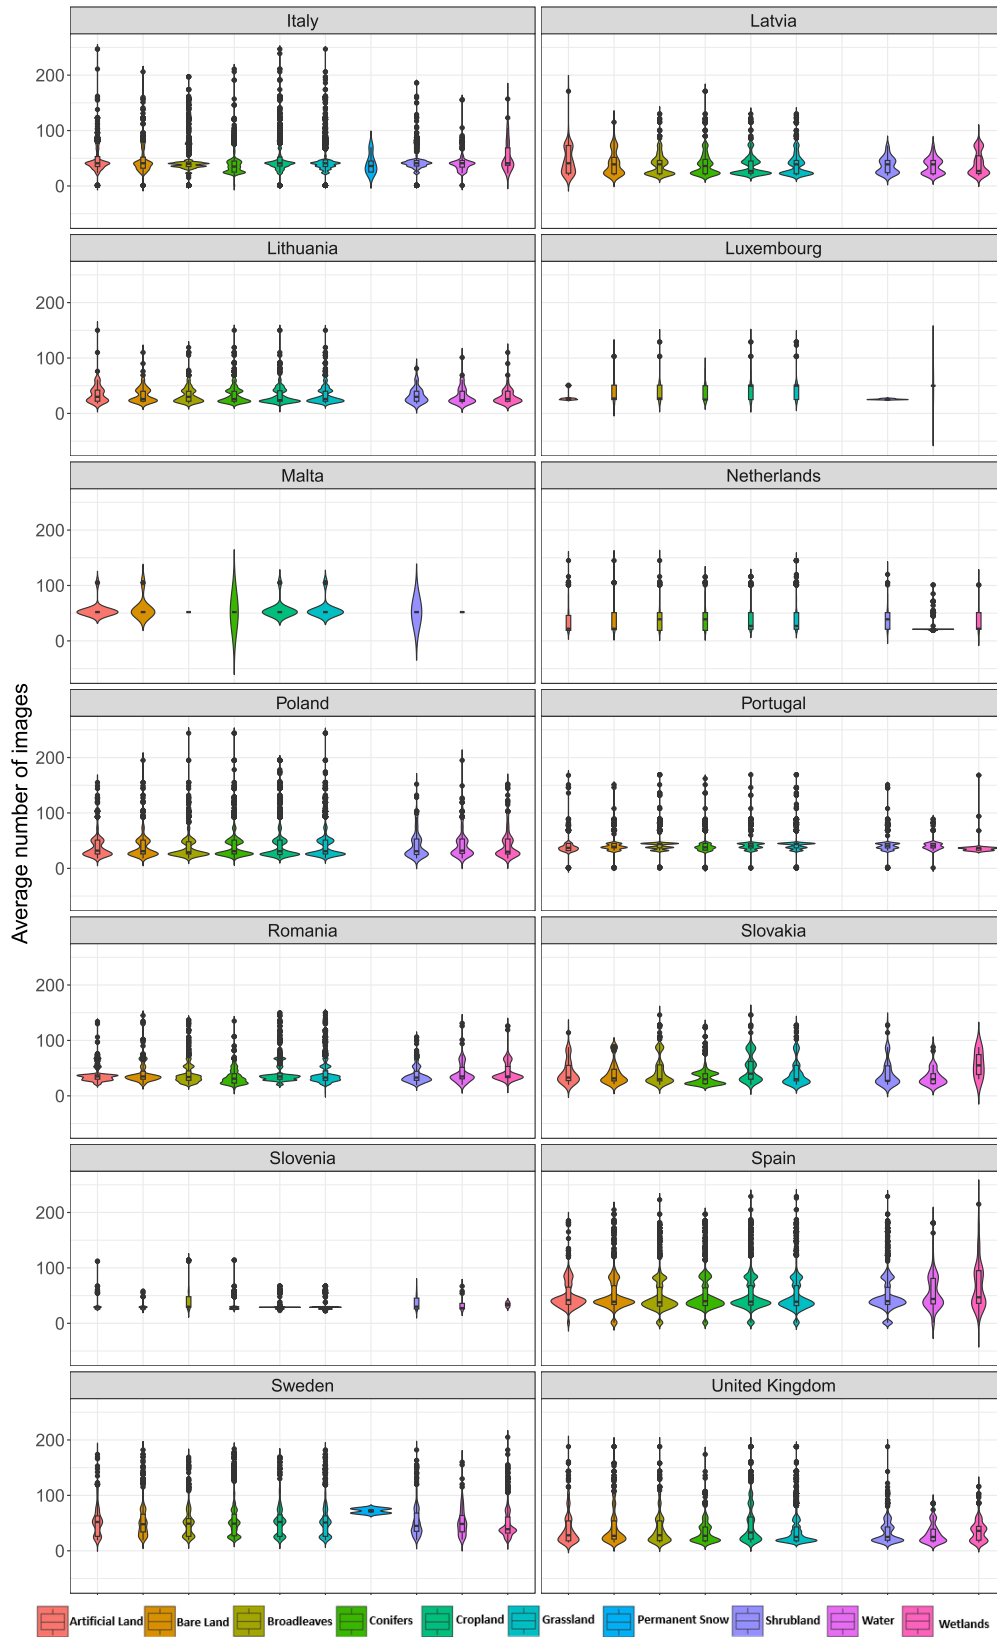 Italy
Latvia
200
100
0
Lithuania
Luxembourg
200
100
0
Malta
Netherlands
200
100
0
Average number of images
Poland
Portugal
200
100
0
Romania
Slovakia
200
100
0
Slovenia
Spain
200
100
0
Sweden
United Kingdom
200
100
0
Artificial Land
Bare Land
Broadleaves
Conifers
Cropland
Grassland
Permanent Snow
Shrubland
Water
Wetlands